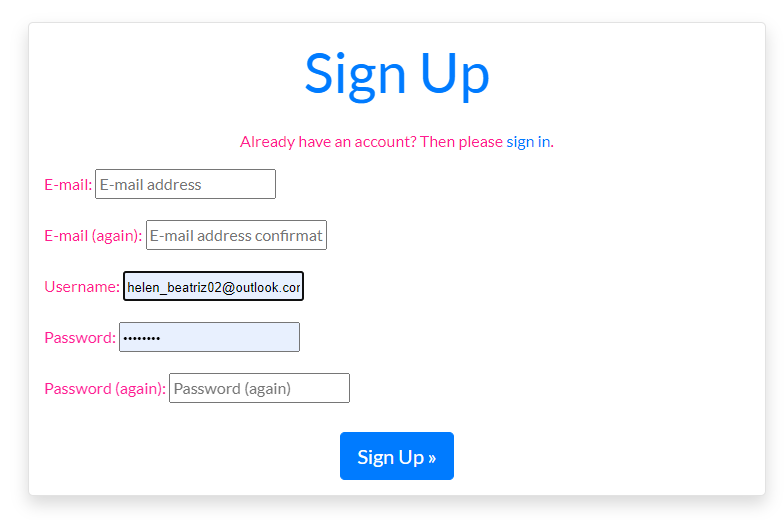 Sign Up
Already have an account? Then please sign in.
E-mail: E-mail address
E-mail (again): E-mail address confirmat
Username: helen_beatriz02@outlook.cor
Password: ••••••••
Password (again): Password (again)
Sign Up »